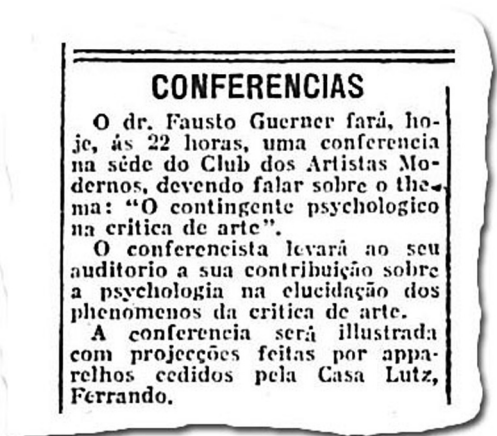 CONFERENCIAS
O dr. Fausto Guerner fará, ho-
je, ás 22 horas, uma conferencia
na séde do Club dos Artistas Mo-
dernos, devendo falar sobre o the-
ma: "O contingente psychologico
na critica de arte".
O conferencista levará ao seu
auditorio a sua contribuição sobre
a psychologia na elucidação dos
phenomenos da critica de arte.
A conferencia será illustrada
com projecções feitas por appa-
relhos cedidos pela Casa Lutz,
Ferrando.